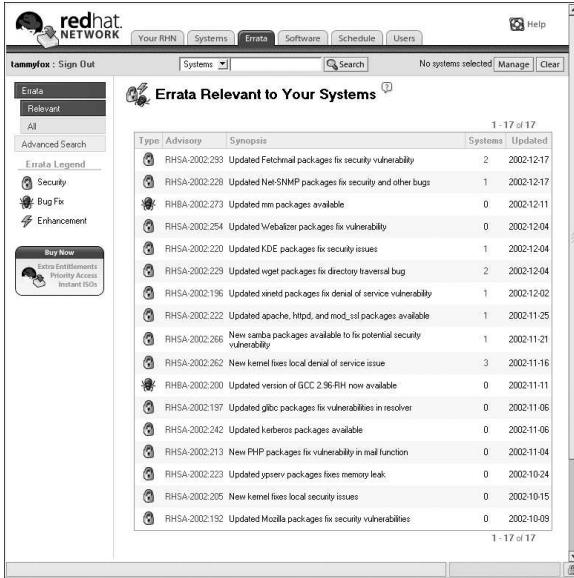 redhat.
NETWORK
Your RHN Systems Errata Software Schedule Users
Help
tammyfox : Sign Out Systems Search No systems selected Manage Clear
Errata
Relevant
All
Advanced Search
Errata Legend
Security
Bug Fix
Enhancement
Buy Now
Extra Entitlements
Priority Access
Instant ISOs
Errata Relevant to Your Systems ?
1 - 17 of 17
Type Advisory Synopsis Systems Updated
RHSA-2002:293 Updated Fetchmail packages fix security vulnerability 2 2002-12-17
RHSA-2002:228 Updated Net-SNMP packages fix security and other bugs 1 2002-12-17
RHBA-2002:273 Updated mm packages available 0 2002-12-11
RHSA-2002:254 Updated Webalizer packages fix vulnerability 0 2002-12-04
RHSA-2002:220 Updated KDE packages fix security issues 1 2002-12-04
RHSA-2002:229 Updated wget packages fix directory traversal bug 2 2002-12-04
RHSA-2002:196 Updated xinetd packages fix denial of service vulnerability 1 2002-12-02
RHSA-2002:222 Updated apache, httpd, and mod_ssl packages available 1 2002-11-25
RHSA-2002:266 New samba packages available to fix potential security
vulnerability 1 2002-11-21
RHSA-2002:262 New kernel fixes local denial of service issue 3 2002-11-16
RHBA-2002:200 Updated version of GCC 2.96-RH now available 0 2002-11-11
RHSA-2002:197 Updated glibc packages fix vulnerabilities in resolver 0 2002-11-06
RHSA-2002:242 Updated kerberos packages available 0 2002-11-06
RHSA-2002:213 New PHP packages fix vulnerability in mail function 0 2002-11-04
RHSA-2002:223 Updated ypserv packages fixes memory leak 0 2002-10-24
RHSA-2002:205 New kernel fixes local security issues 0 2002-10-15
RHSA-2002:192 Updated Mozilla packages fix security vulnerabilities 0 2002-10-09
1 - 17 of 17